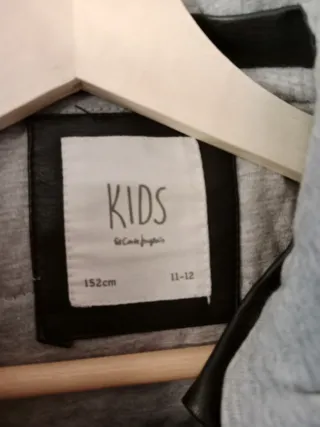 KIDS
El Corte Inglés
152cm 11-12